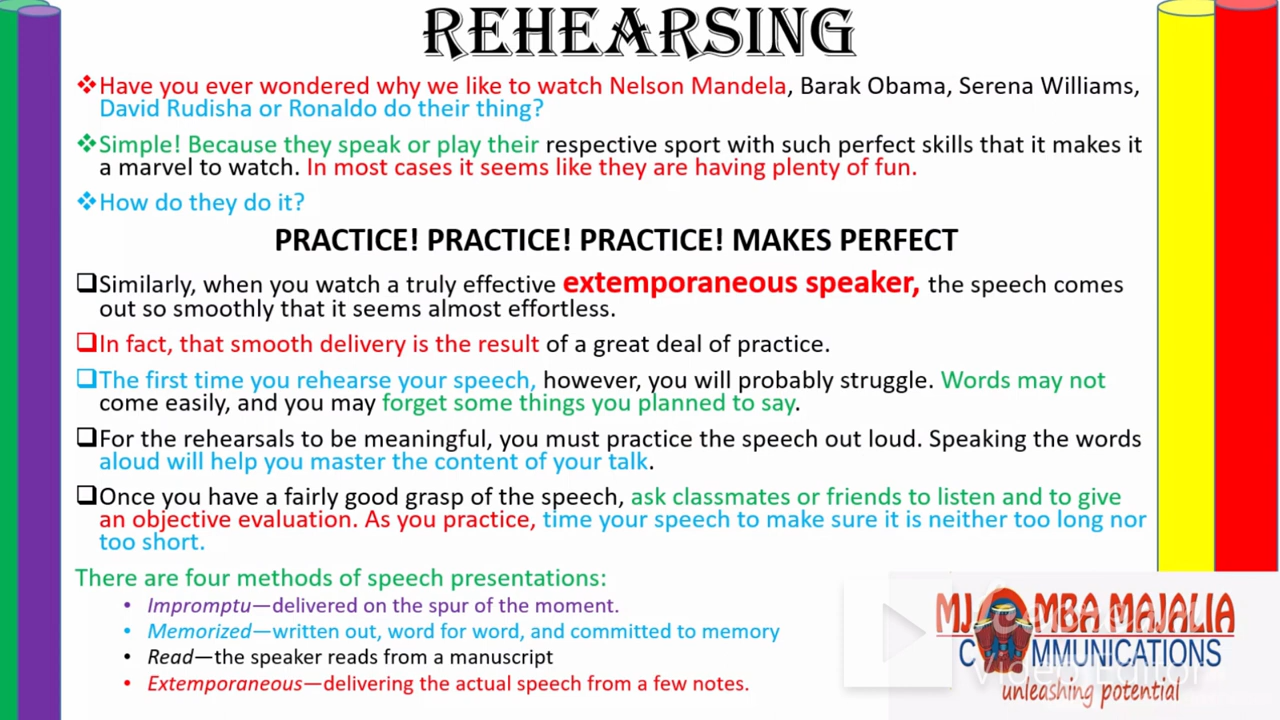 REHEARSING
❖Have you ever wondered why we like to watch Nelson Mandela, Barak Obama, Serena Williams,
David Rudisha or Ronaldo do their thing?
❖Simple! Because they speak or play their respective sport with such perfect skills that it makes it
a marvel to watch. In most cases it seems like they are having plenty of fun.
❖How do they do it?
PRACTICE! PRACTICE! PRACTICE! MAKES PERFECT
❑Similarly, when you watch a truly effective extemporaneous speaker, the speech comes
out so smoothly that it seems almost effortless.
❑In fact, that smooth delivery is the result of a great deal of practice.
❑The first time you rehearse your speech, however, you will probably struggle. Words may not
come easily, and you may forget some things you planned to say.
❑For the rehearsals to be meaningful, you must practice the speech out loud. Speaking the words
aloud will help you master the content of your talk.
❑Once you have a fairly good grasp of the speech, ask classmates or friends to listen and to give
an objective evaluation. As you practice, time your speech to make sure it is neither too long nor
too short.
There are four methods of speech presentations:
• Impromptu—delivered on the spur of the moment.
• Memorized—written out, word for word, and committed to memory
• Read—the speaker reads from a manuscript
• Extemporaneous—delivering the actual speech from a few notes.
MJOMBA MAJALIA
COMMUNICATIONS
Video Editor
unleashing potential